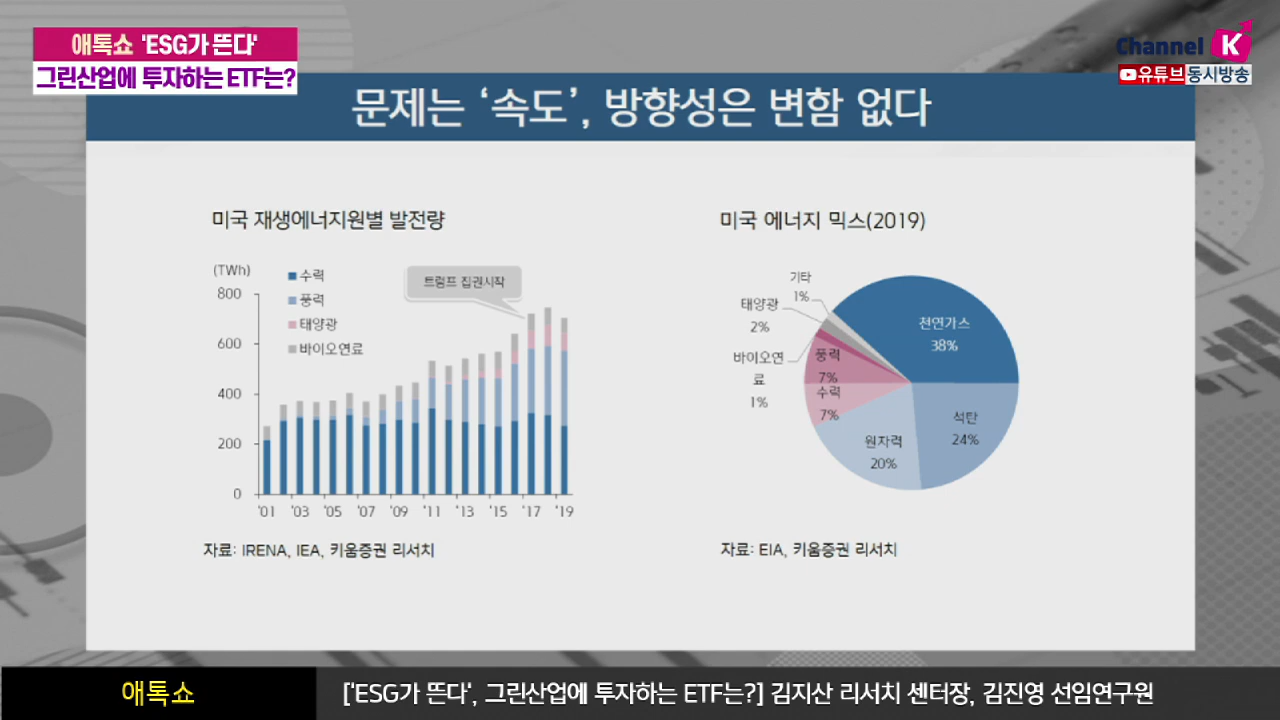 애톡쇼 'ESG가 뜬다'
그린산업에 투자하는 ETF는?
Channel K
유튜브 동시방송
문제는 ‘속도’, 방향성은 변함 없다
미국 재생에너지원별 발전량
(TWh)
800
600
400
200
0
수력
풍력
태양광
바이오연료
트럼프 집권시작
'01 '03 '05 '07 '09 '11 '13 '15 '17 '19
자료: IRENA, IEA, 키움증권 리서치
미국 에너지 믹스(2019)
기타
1%
태양광
2%
바이오연
료
1%
풍력
7%
수력
7%
원자력
20%
석탄
24%
천연가스
38%
자료: EIA, 키움증권 리서치
애톡쇼
['ESG가 뜬다', 그린산업에 투자하는 ETF는?] 김지산 리서치 센터장, 김진영 선임연구원